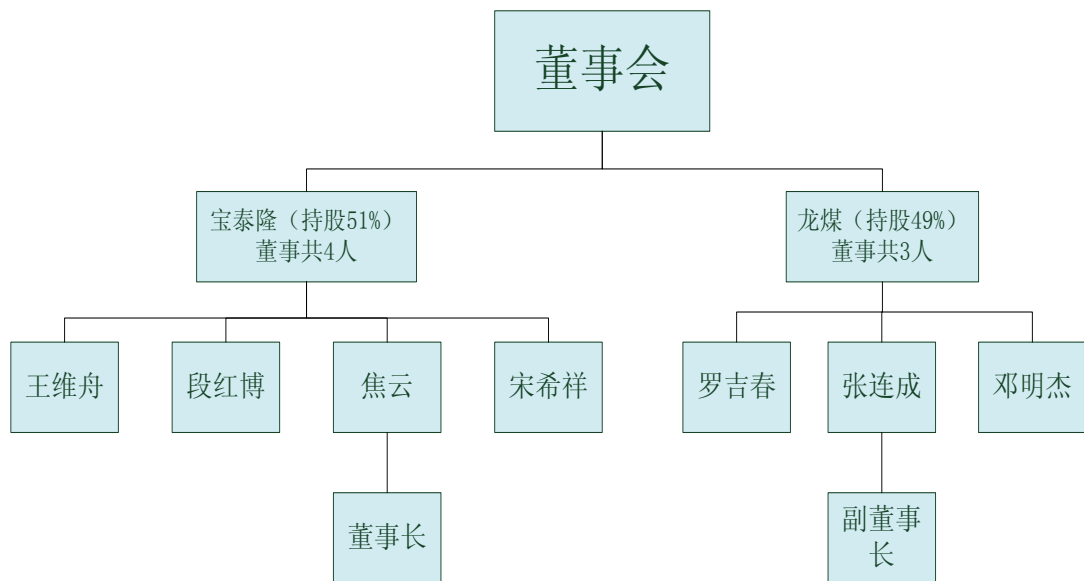 董事会
宝泰隆（持股51%）
董事共4人
龙煤（持股49%）
董事共3人
王维舟
段红博
焦云
宋希祥
罗吉春
张连成
邓明杰
董事长
副董事
长